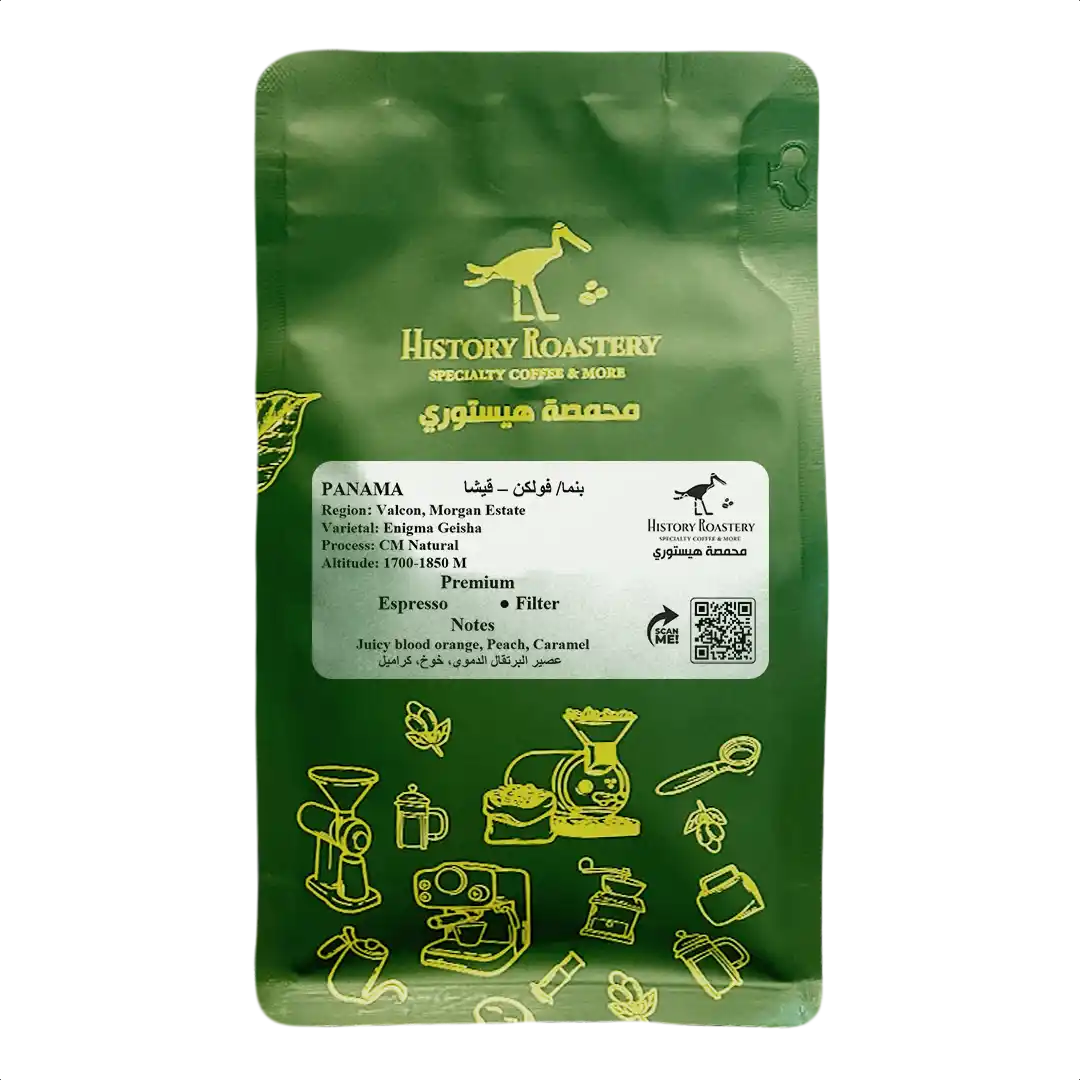 HISTORY ROASTERY
SPECIALTY COFFEE & MORE
محمصة هيستوري
PANAMA بنما/ فولكن – قيشا
Region: Valcon, Morgan Estate
Varietal: Enigma Geisha
Process: CM Natural
Altitude: 1700-1850 M
Premium
Espresso ● Filter
Notes
Juicy blood orange, Peach, Caramel
عصير البرتقال الدموي، خوخ، كراميل
HISTORY ROASTERY
SPECIALTY COFFEE & MORE
محمصة هيستوري
SCAN
ME!